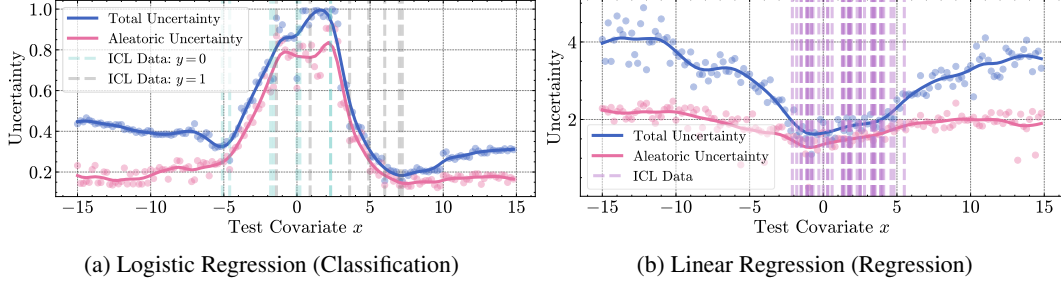 1.0
0.8
0.6
0.4
0.2
Uncertainty
Total Uncertainty
Aleatoric Uncertainty
ICL Data: y = 0
ICL Data: y = 1
−15 −10 −5 0 5 10 15
Test Covariate x
(a) Logistic Regression (Classification)
4
2
Uncertainty
Total Uncertainty
Aleatoric Uncertainty
ICL Data
−15 −10 −5 0 5 10 15
Test Covariate x
(b) Linear Regression (Regression)